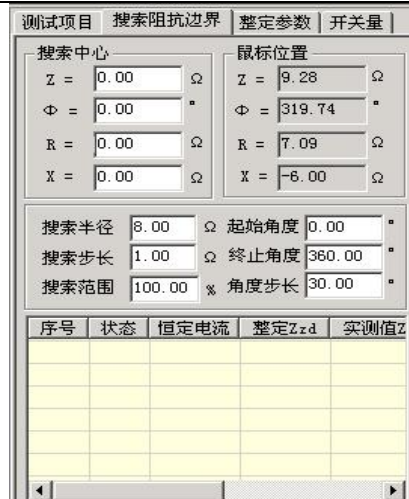 测试项目 搜索阻抗边界 整定参数 开关量
搜索中心 鼠标位置
Z = 0.00 Ω Z = 9.28 Ω
Φ = 0.00 ° Φ = 319.74 °
R = 0.00 Ω R = 7.09 Ω
X = 0.00 Ω X = -6.00 Ω
搜索半径 8.00 Ω 起始角度 0.00 °
搜索步长 1.00 Ω 终止角度 360.00 °
搜索范围 100.00 % 角度步长 30.00 °
序号 状态 恒定电流 整定Zzd 实测值Z